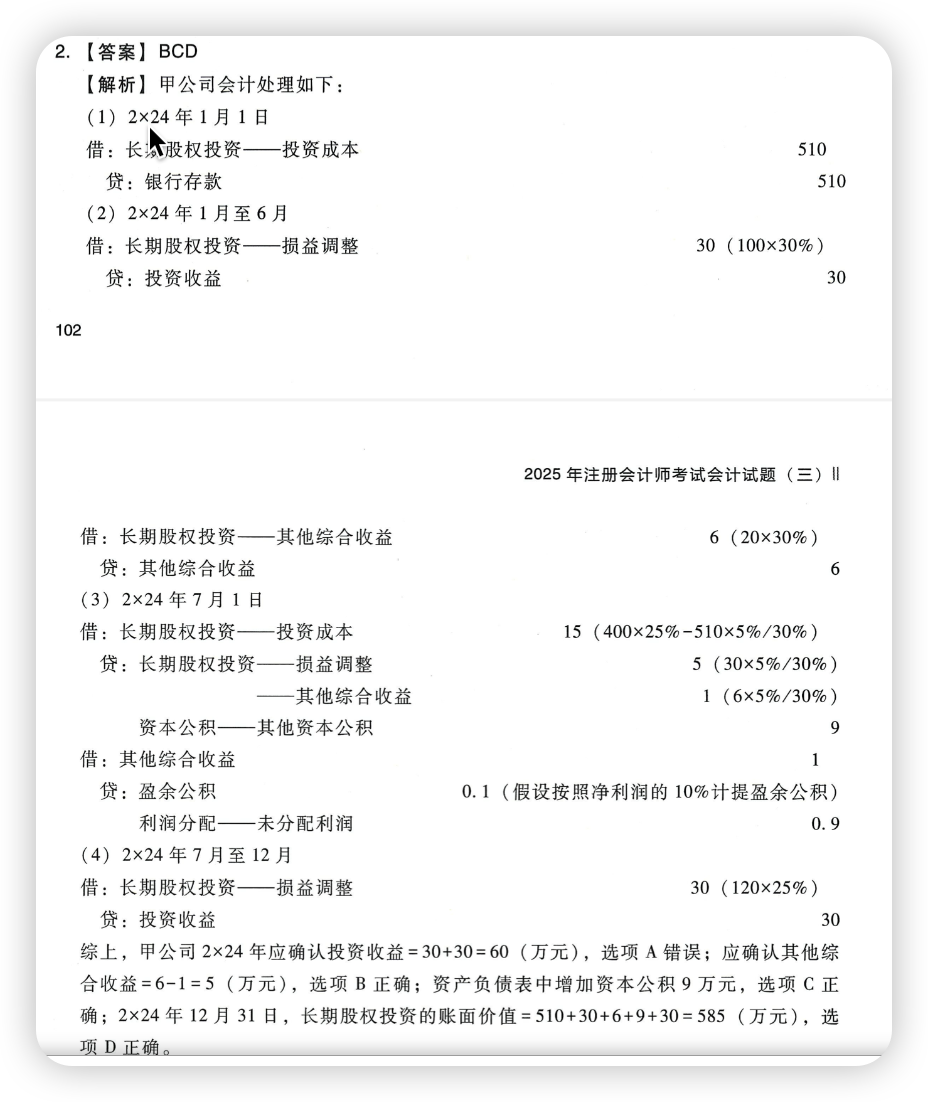 2. 【答案】BCD
【解析】甲公司会计处理如下：
（1）2×24 年 1 月 1 日
借：长期股权投资——投资成本 510
贷：银行存款 510
（2）2×24 年 1 月至 6 月
借：长期股权投资——损益调整 30（100×30%）
贷：投资收益 30
102
2025 年注册会计师考试会计试题（三）||
借：长期股权投资——其他综合收益 6（20×30%）
贷：其他综合收益 6
（3）2×24 年 7 月 1 日
借：长期股权投资——投资成本 15（400×25%-510×5%/30%）
贷：长期股权投资——损益调整 5（30×5%/30%）
——其他综合收益 1（6×5%/30%）
资本公积——其他资本公积 9
借：其他综合收益 1
贷：盈余公积 0.1（假设按照净利润的 10%计提盈余公积）
利润分配——未分配利润 0.9
（4）2×24 年 7 月至 12 月
借：长期股权投资——损益调整 30（120×25%）
贷：投资收益 30
综上，甲公司 2×24 年应确认投资收益=30+30=60（万元），选项 A 错误；应确认其他综
合收益=6-1=5（万元），选项 B 正确；资产负债表中增加资本公积 9 万元，选项 C 正
确；2×24 年 12 月 31 日，长期股权投资的账面价值=510+30+6+9+30=585（万元），选
项 D 正确。